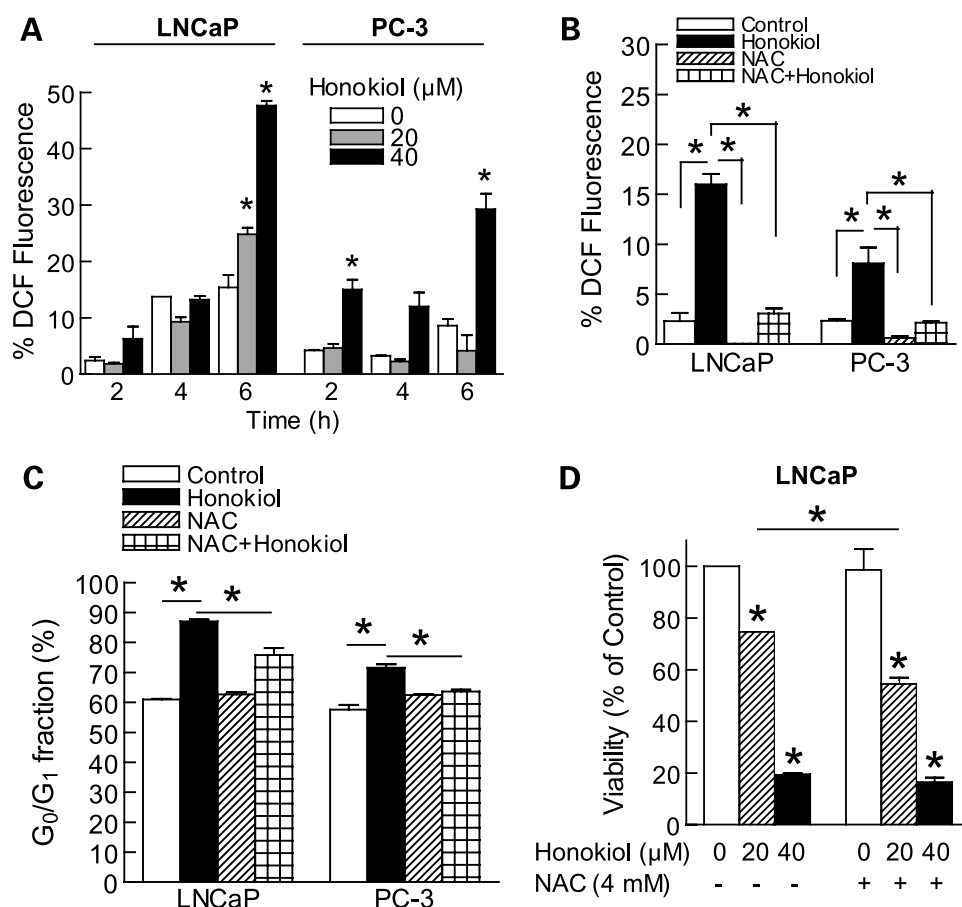 A
LNCaP
PC-3
Honokiol (µM)
0
20
40
% DCF Fluorescence
50
40
30
20
10
0
* * * *
2 4 6 2 4 6
Time (h)
B
Control
Honokiol
NAC
NAC+Honokiol
% DCF Fluorescence
30
25
20
15
10
5
0
*
* *
*
* *
LNCaP PC-3
C
Control
Honokiol
NAC
NAC+Honokiol
G0/G1 fraction (%)
100
90
80
70
60
50
40
30
20
10
0
* *
* *
LNCaP PC-3
D
LNCaP
*
Viability (% of Control)
100
80
60
40
20
0
* * * *
Honokiol (µM) 0 20 40 0 20 40
NAC (4 mM) - - - + + +